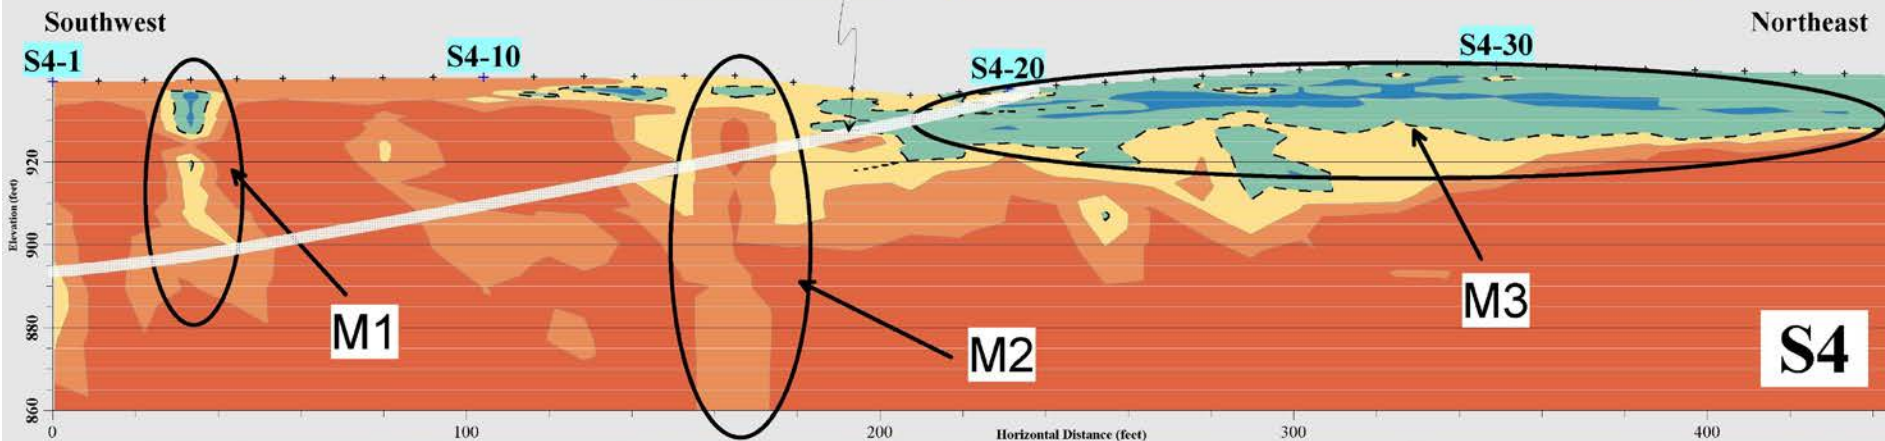 Southwest
Northeast
S4-1
S4-10
S4-20
S4-30
Elevation (feet)
920
900
880
860
M1
M2
M3
S4
0
100
200
300
400
Horizontal Distance (feet)